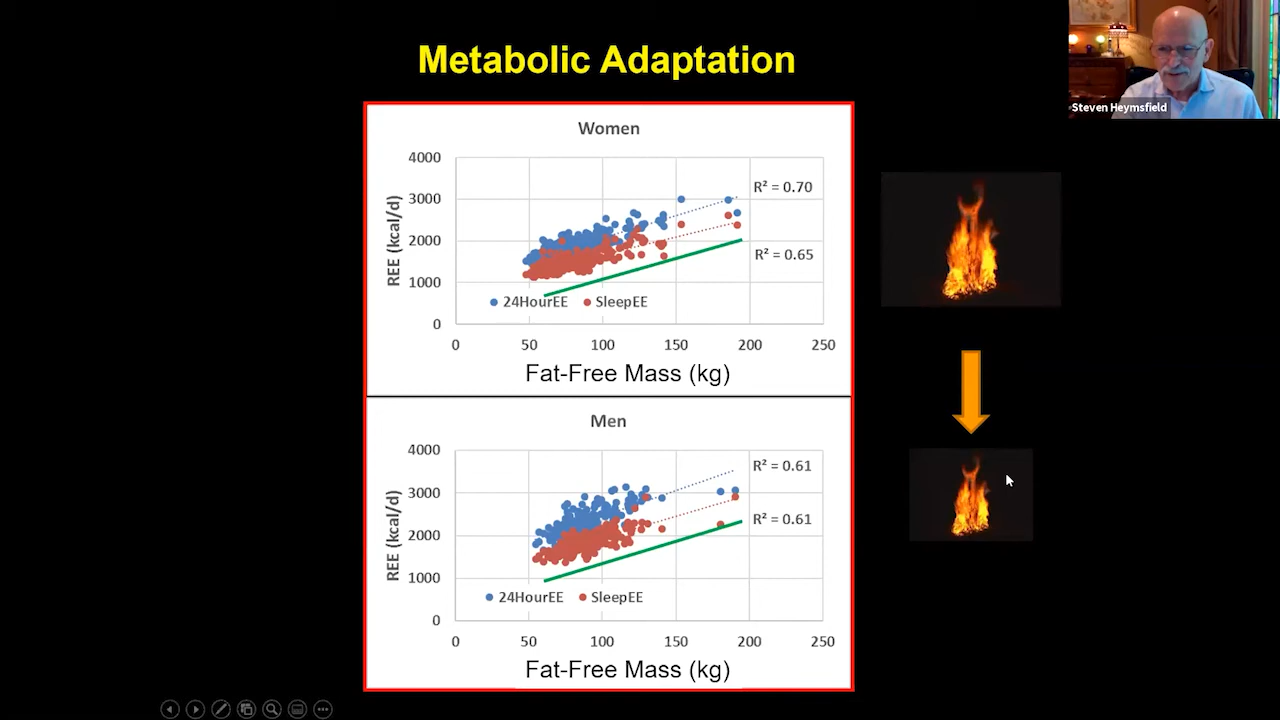 Metabolic Adaptation
Steven Heymsfield
Women
4000
3000
2000
1000
0
REE (kcal/d)
R² = 0.70
R² = 0.65
24HourEE
SleepEE
0
50
100
150
200
250
Fat-Free Mass (kg)
Men
4000
3000
2000
1000
0
REE (kcal/d)
R² = 0.61
R² = 0.61
24HourEE
SleepEE
0
50
100
150
200
250
Fat-Free Mass (kg)